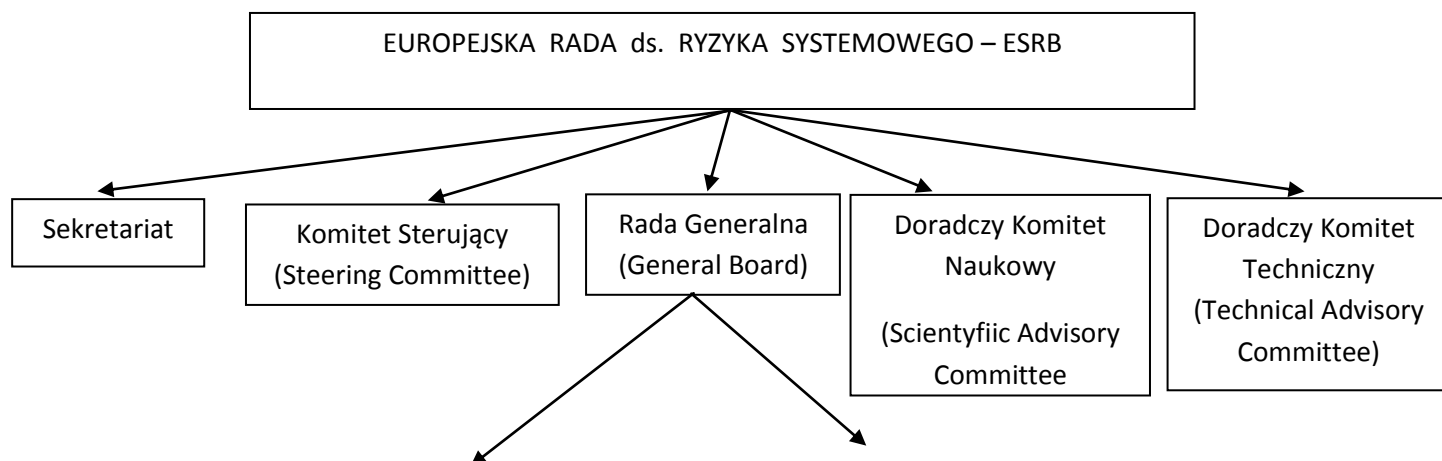 EUROPEJSKA RADA ds. RYZYKA SYSTEMOWEGO – ESRB
Sekretariat
Komitet Sterujący
(Steering Committee)
Rada Generalna
(General Board)
Doradczy Komitet
Naukowy
(Scientyfiic Advisory
Committee
Doradczy Komitet
Techniczny
(Technical Advisory
Committee)